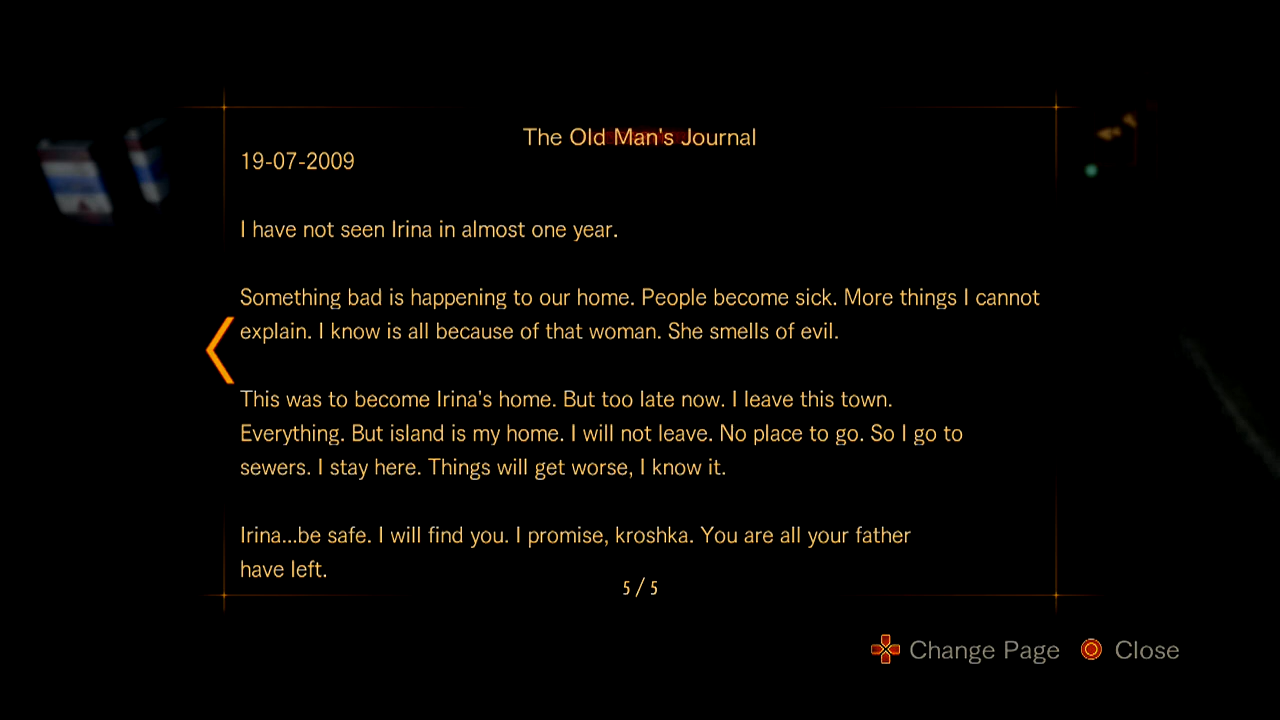 The Old Man's Journal
19-07-2009
I have not seen Irina in almost one year.
Something bad is happening to our home. People become sick. More things I cannot
explain. I know is all because of that woman. She smells of evil.
This was to become Irina's home. But too late now. I leave this town.
Everything. But island is my home. I will not leave. No place to go. So I go to
sewers. I stay here. Things will get worse, I know it.
Irina...be safe. I will find you. I promise, kroshka. You are all your father
have left.
5 / 5
Change Page
Close